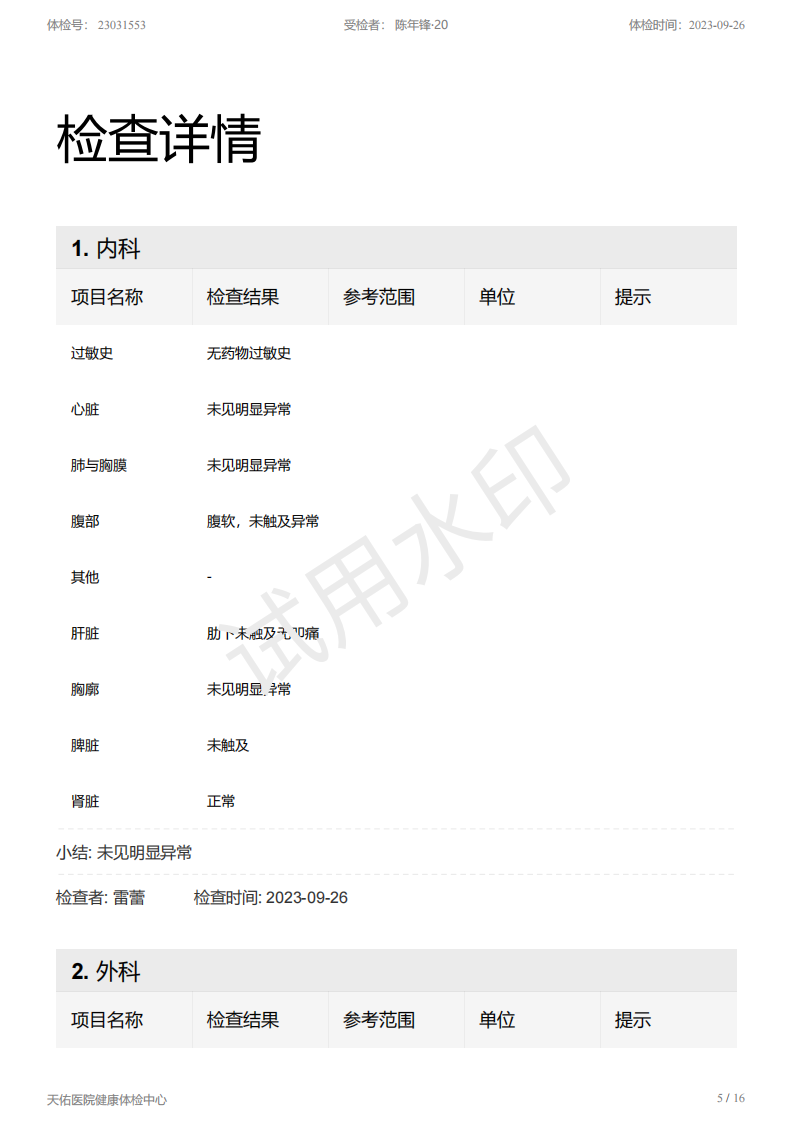 体检号： 23031553 受检者： 陈年锋·20 体检时间：2023-09-26
检查详情
1. 内科
项目名称 检查结果 参考范围 单位 提示
过敏史 无药物过敏史
心脏 未见明显异常
肺与胸膜 未见明显异常
腹部 腹软，未触及异常
其他 -
肝脏 肋下未触及无叩痛
胸廓 未见明显异常
脾脏 未触及
肾脏 正常
试用水印
小结: 未见明显异常
检查者: 雷蕾 检查时间: 2023-09-26
2. 外科
项目名称 检查结果 参考范围 单位 提示
天佑医院健康体检中心 5 / 16